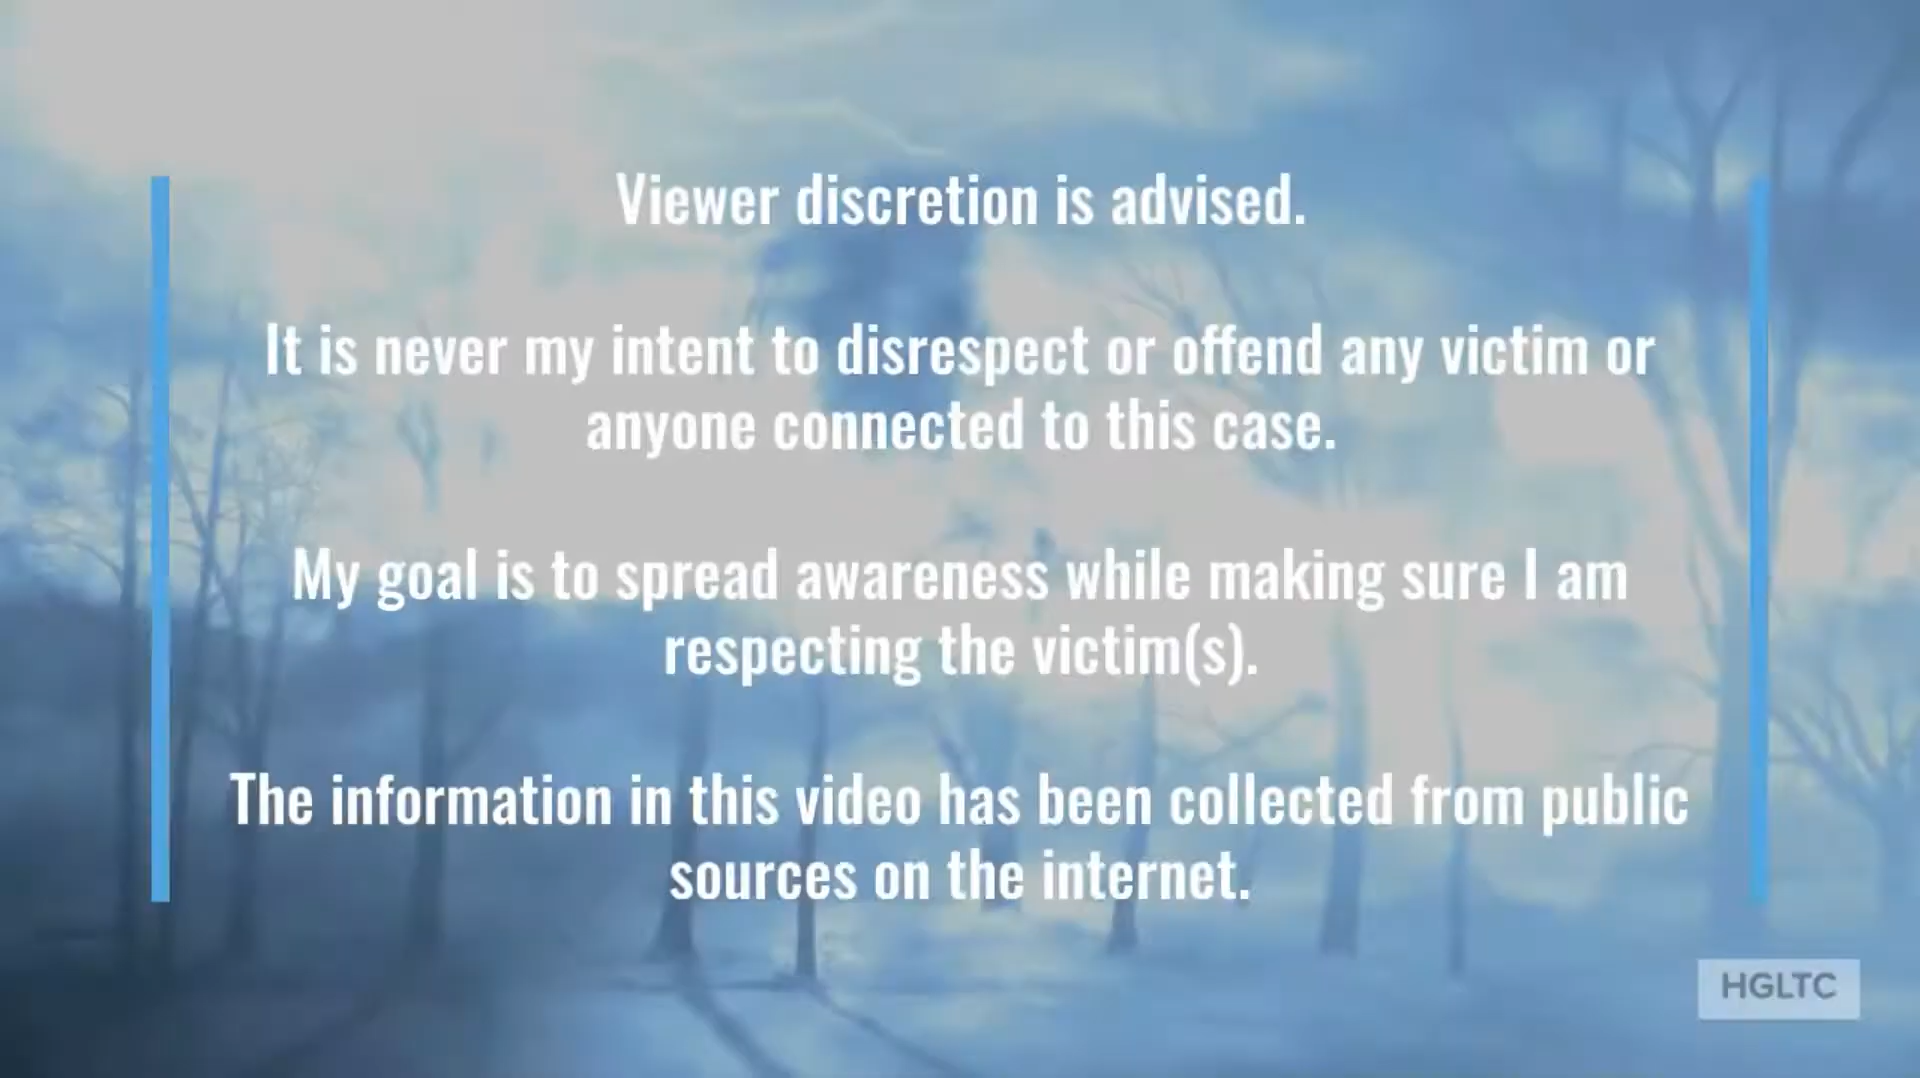 Viewer discretion is advised.
It is never my intent to disrespect or offend any victim or
anyone connected to this case.
My goal is to spread awareness while making sure I am
respecting the victim(s).
The information in this video has been collected from public
sources on the internet.
HGLTC